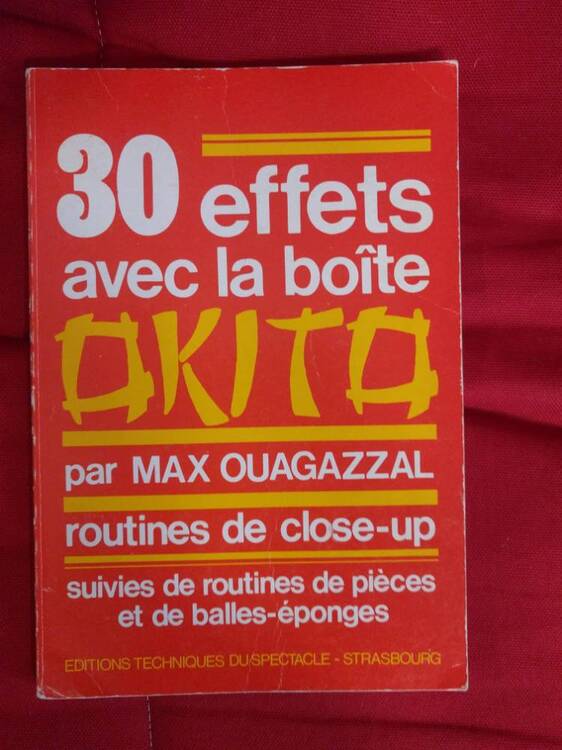 30 effets
avec la boîte
AKITO
par MAX OUAGAZZAL
routines de close-up
suivies de routines de pièces
et de balles-éponges
EDITIONS TECHNIQUES DU SPECTACLE - STRASBOURG